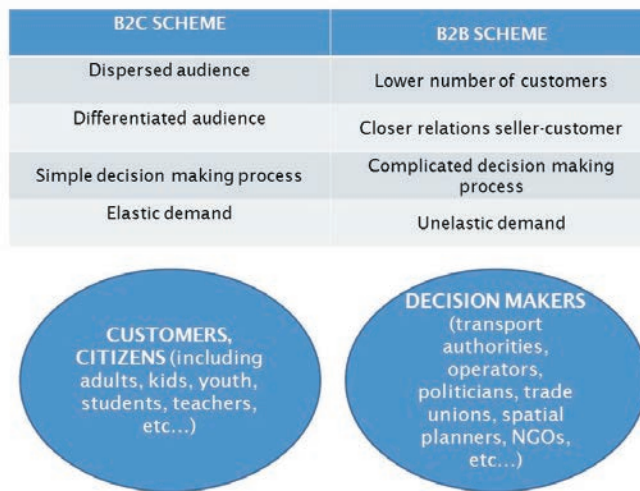 B2C SCHEME
B2B SCHEME
Dispersed audience
Lower number of customers
Differentiated audience
Closer relations seller-customer
Simple decision making process
Complicated decision making
process
Elastic demand
Unelastic demand
CUSTOMERS,
CITIZENS (including
adults, kids, youth,
students, teachers,
etc...)
DECISION MAKERS
(transport
authorities,
operators,
politicians, trade
unions, spatial
planners, NGOs,
etc...)